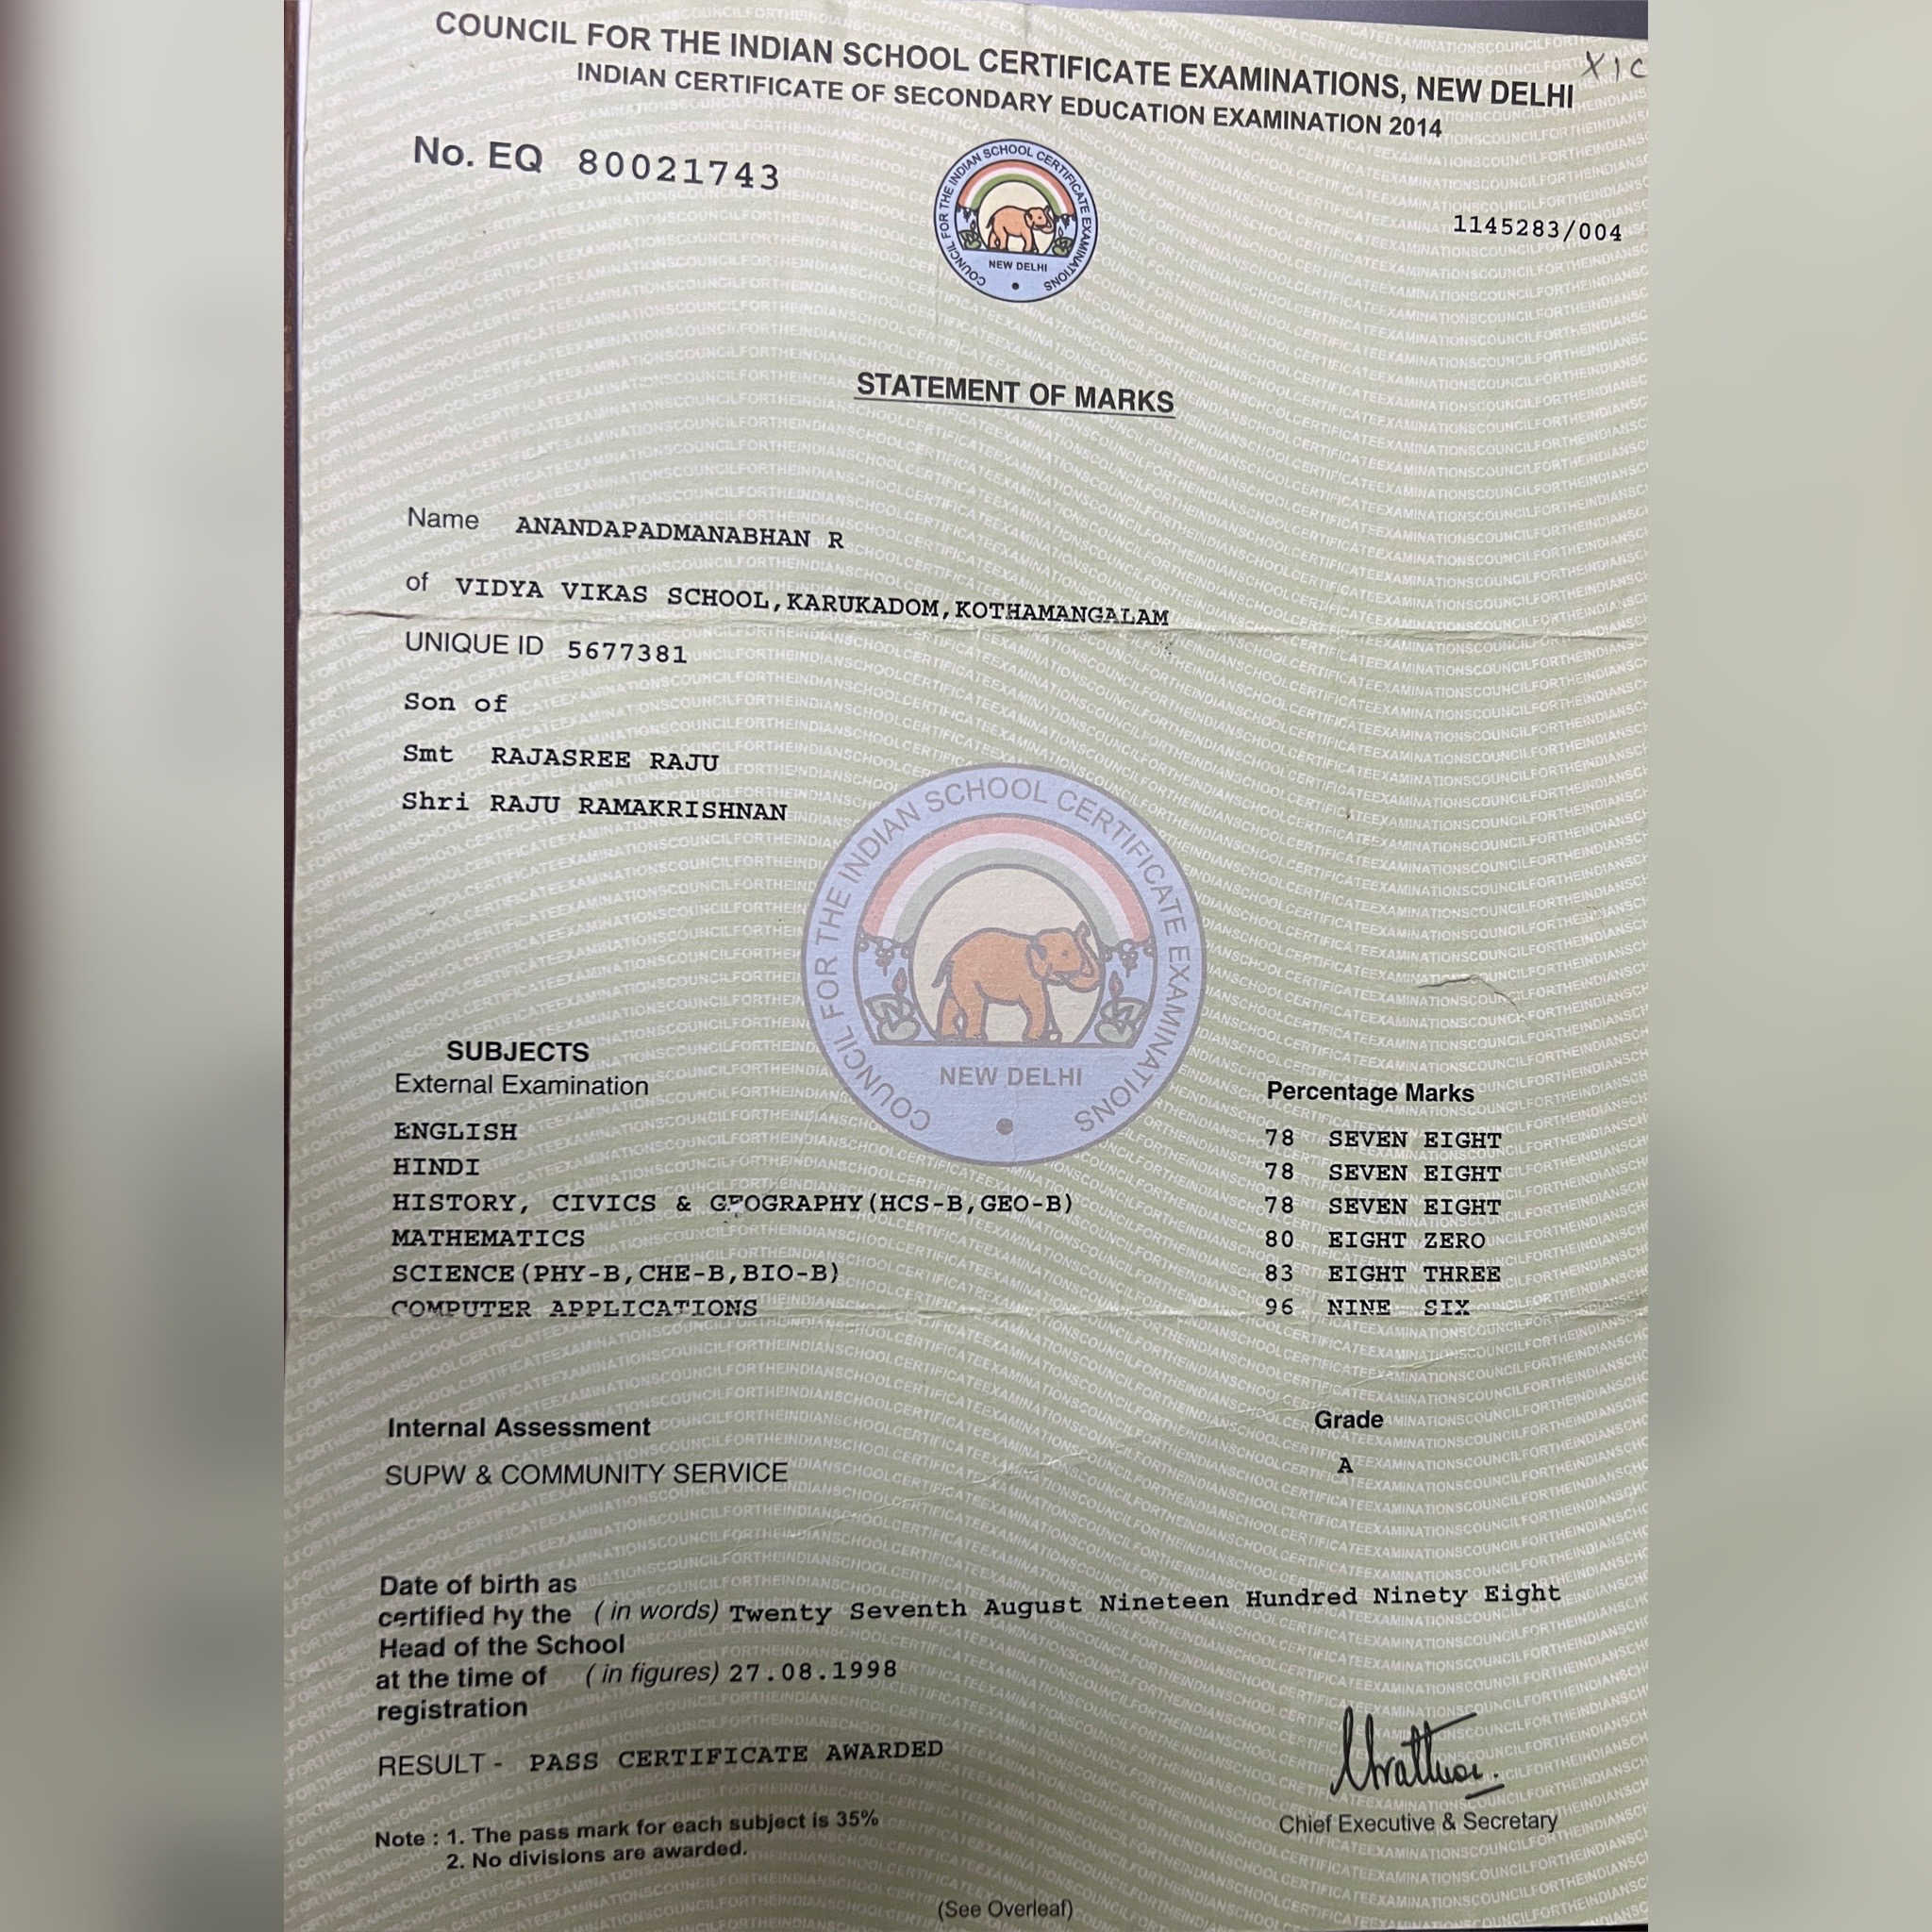 COUNCIL FOR THE INDIAN SCHOOL CERTIFICATE EXAMINATIONS, NEW DELHI
INDIAN CERTIFICATE OF SECONDARY EDUCATION EXAMINATION 2014
No. EQ 80021743
COUNCIL FOR THE INDIAN SCHOOL CERTIFICATE EXAMINATIONS
NEW DELHI
1145283/004
STATEMENT OF MARKS
Name ANANDAPADMANABHAN R
of VIDYA VIKAS SCHOOL,KARUKADOM,KOTHAMANGALAM
UNIQUE ID 5677381
Son of
Smt RAJASREE RAJU
Shri RAJU RAMAKRISHNAN
COUNCIL FOR THE INDIAN SCHOOL CERTIFICATE EXAMINATIONS
NEW DELHI
SUBJECTS
External Examination Percentage Marks
ENGLISH 78 SEVEN EIGHT
HINDI 78 SEVEN EIGHT
HISTORY, CIVICS & GEOGRAPHY(HCS-B,GEO-B) 78 SEVEN EIGHT
MATHEMATICS 80 EIGHT ZERO
SCIENCE(PHY-B,CHE-B,BIO-B) 83 EIGHT THREE
COMPUTER APPLICATIONS 96 NINE SIX
Internal Assessment Grade
SUPW & COMMUNITY SERVICE A
Date of birth as
certified by the (in words) Twenty Seventh August Nineteen Hundred Ninety Eight
Head of the School
at the time of (in figures) 27.08.1998
registration
RESULT - PASS CERTIFICATE AWARDED
Chief Executive & Secretary
Note : 1. The pass mark for each subject is 35%
2. No divisions are awarded.
(See Overleaf)